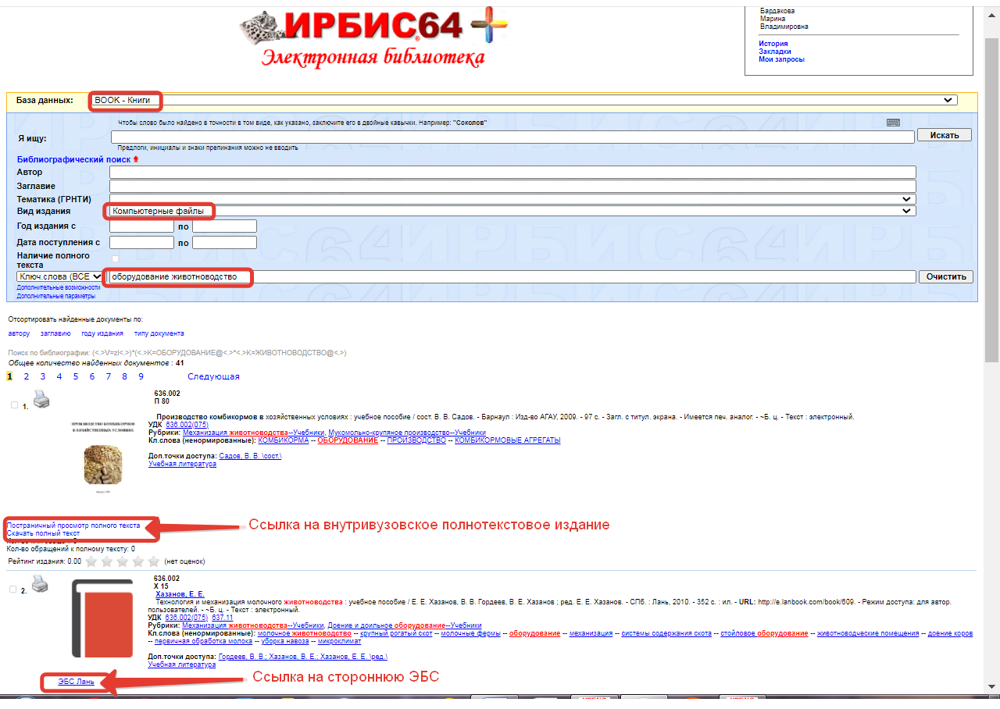 Бардакова
Марина
Владимировна
История
Закладки
Мои запросы
ИРБИС64
Электронная библиотека
База данных: BOOK - Книги
Чтобы слово было найдено в точности в том виде, как указано, заключите его в двойные кавычки. Например: "Соколов"
Я ищу: Искать
Предлоги, инициалы и знаки препинания можно не вводить
Библиографический поиск
Автор
Заглавие
Тематика (ГРНТИ)
Вид издания Компьютерные файлы
Год издания с по
Дата поступления с по
Наличие полного
текста
Ключ.слова (ВСЕ оборудование животноводство Очистить
Дополнительные возможности
Дополнительные параметры
Отсортировать найденные документы по:
автору заглавию году издания типу документа
Поиск по библиографии: (<.>V=zl<.>)*(<.>K=ОБОРУДОВАНИЕ@<.>*<.>K=ЖИВОТНОВОДСТВО@<.>)
Общее количество найденных документов : 41
1 2 3 4 5 6 7 8 9 Следующая
1.
636.002
П 80
ПРОИЗВОДСТВО КОМБИКОРМОВ
В ХОЗЯЙСТВЕННЫХ УСЛОВИЯХ
Производство комбикормов в хозяйственных условиях : учебное пособие / сост. В. В. Садов. - Барнаул : Изд-во АГАУ, 2009. - 97 с. - Загл. с титул. экрана. - Имеется печ. аналог. - ~Б. ц. - Текст : электронный.
УДК 636.002(075)
Рубрики: Механизация животноводства--Учебники, Мукомольно-крупяное производство--Учебники
Кл.слова (ненормированные): КОМБИКОРМА -- ОБОРУДОВАНИЕ -- ПРОИЗВОДСТВО -- КОМБИКОРМОВЫЕ АГРЕГАТЫ
Доп.точки доступа: Садов, В. В. \сост.\
Учебная литература
Постраничный просмотр полного текста
Скачать полный текст
Ссылка на внутривузовское полнотекстовое издание
Кол-во обращений к полному тексту: 0
Рейтинг издания: 0.00 (нет оценок)
2.
636.002
Х 15
Хазанов, Е. Е.
Технология и механизация молочного животноводства : учебное пособие / Е. Е. Хазанов, В. В. Гордеев, В. Е. Хазанов ; ред. Е. Е. Хазанов. - СПб. : Лань, 2010. - 352 с. : ил. - URL: http://e.lanbook.com/book/609. - Режим доступа: для автор.
пользователей. - ~Б. ц. - Текст : электронный.
УДК 636.002(075) 637.11
Рубрики: Механизация животноводства--Учебники, Доение и доильное оборудование--Учебники
Кл.слова (ненормированные): молочное животноводство -- крупный рогатый скот -- молочные фермы -- оборудование -- механизация -- системы содержания скота -- стойловое оборудование -- животноводческие помещения -- доение коров
-- первичная обработка молока -- уборка навоза -- микроклимат
Доп.точки доступа: Гордеев, В. В.; Хазанов, В. Е.; Хазанов, Е. Е. \ред.\
Учебная литература
ЭБС Лань
Ссылка на стороннюю ЭБС